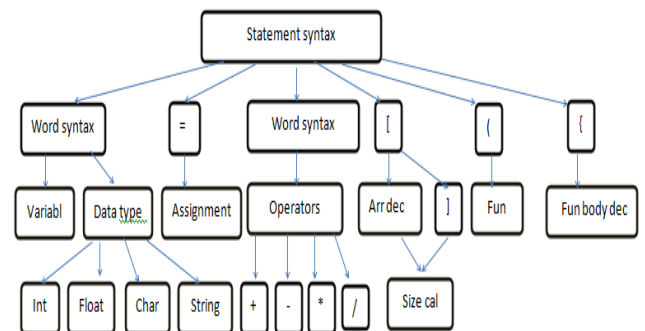 Statement syntax
Word syntax
=
Word syntax
[
(
{
Variabl
Data type
Assignment
Operators
Arr dec
]
Fun
Fun body dec
Int
Float
Char
String
+
-
*
/
Size cal